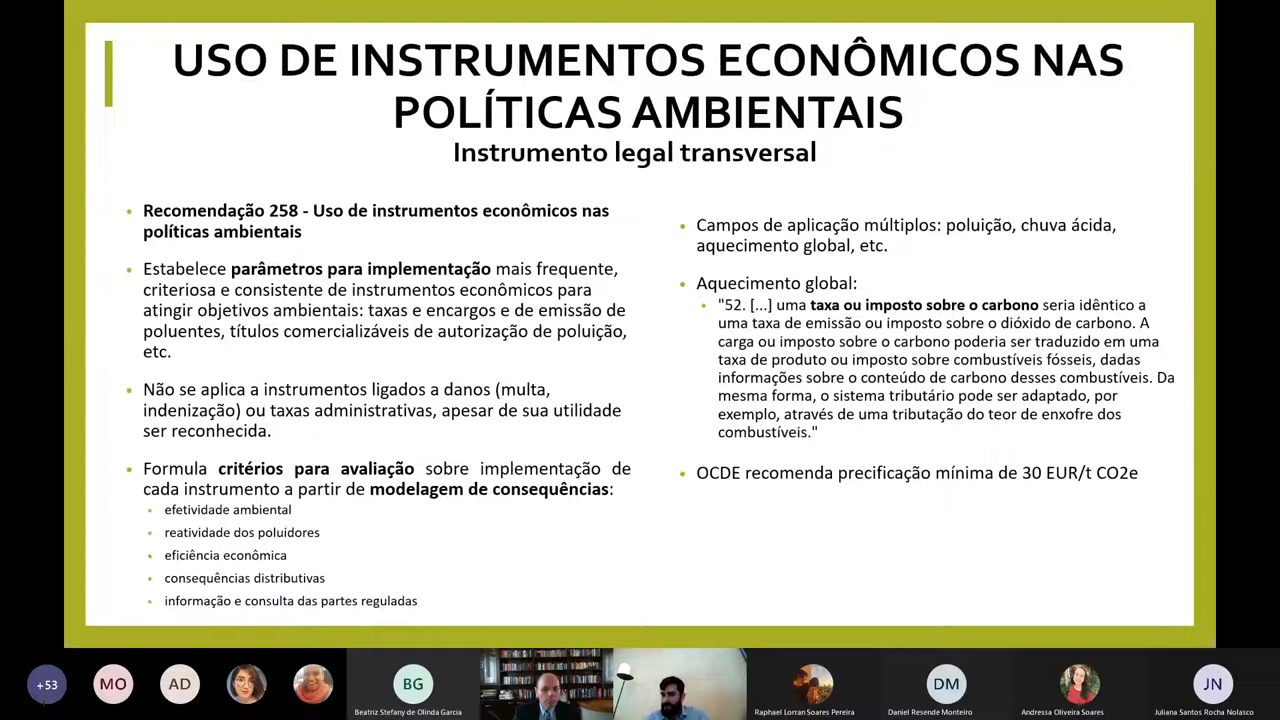 USO DE INSTRUMENTOS ECONÔMICOS NAS
POLÍTICAS AMBIENTAIS
Instrumento legal transversal
• Recomendação 258 - Uso de instrumentos econômicos nas
políticas ambientais
• Estabelece parâmetros para implementação mais frequente,
criteriosa e consistente de instrumentos econômicos para
atingir objetivos ambientais: taxas e encargos e de emissão de
poluentes, títulos comercializáveis de autorização de poluição,
etc.
• Não se aplica a instrumentos ligados a danos (multa,
indenização) ou taxas administrativas, apesar de sua utilidade
ser reconhecida.
• Formula critérios para avaliação sobre implementação de
cada instrumento a partir de modelagem de consequências:
• efetividade ambiental
• reatividade dos poluidores
• eficiência econômica
• consequências distributivas
• informação e consulta das partes reguladas
• Campos de aplicação múltiplos: poluição, chuva ácida,
aquecimento global, etc.
• Aquecimento global:
• "52. [...] uma taxa ou imposto sobre o carbono seria idêntico a
uma taxa de emissão ou imposto sobre o dióxido de carbono. A
carga ou imposto sobre o carbono poderia ser traduzido em uma
taxa de produto ou imposto sobre combustíveis fósseis, dadas
informações sobre o conteúdo de carbono desses combustíveis. Da
mesma forma, o sistema tributário pode ser adaptado, por
exemplo, através de uma tributação do teor de enxofre dos
combustíveis."
• OCDE recomenda precificação mínima de 30 EUR/t CO2e
+53
MO
AD
BG
Beatriz Stefany de Olinda Garcia
Raphael Lorran Soares Pereira
DM
Daniel Resende Monteiro
Andressa Oliveira Soares
JN
Juliana Santos Rocha Nolasco